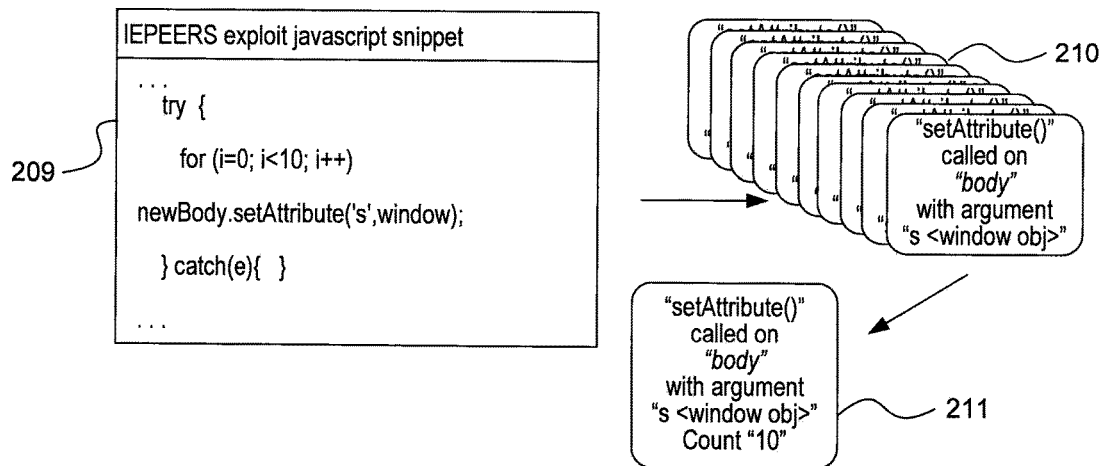 IEPEERS exploit javascript snippet
. . .
try {
for (i=0; i<10; i++)
newBody.setAttribute('s',window);
} catch(e){ }
. . .
209
210
"setAttribute()"
called on
"body"
with argument
"s <window obj>"
"setAttribute()"
called on
"body"
with argument
"s <window obj>"
Count "10"
211